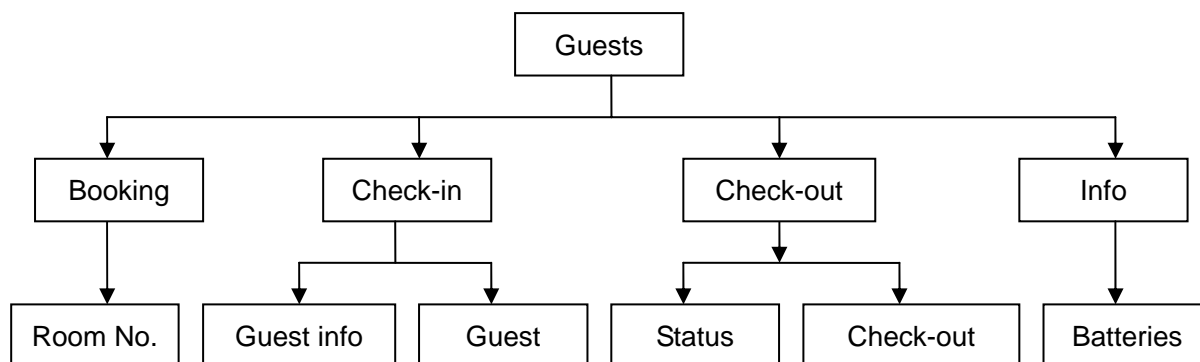 Guests
Booking
Check-in
Check-out
Info
Room No.
Guest info
Guest
Status
Check-out
Batteries